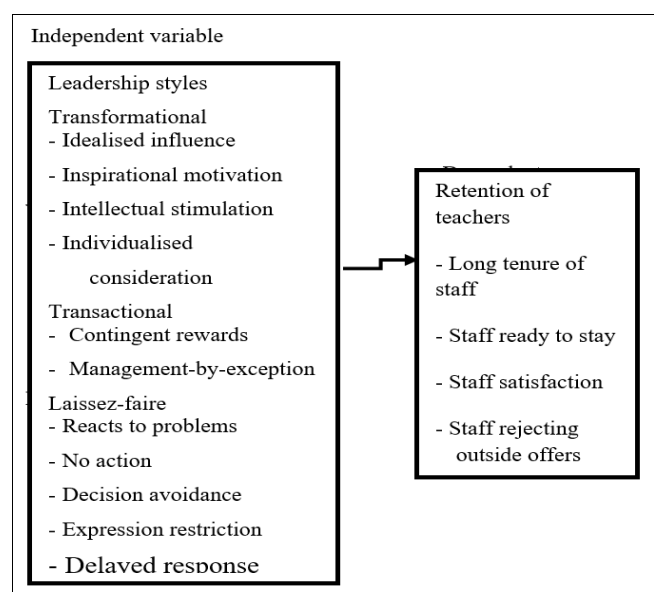 Independent variable
Leadership styles
Transformational
- Idealised influence
- Inspirational motivation
- Intellectual stimulation
- Individualised
consideration
Transactional
- Contingent rewards
- Management-by-exception
Laissez-faire
- Reacts to problems
- No action
- Decision avoidance
- Expression restriction
- Delayed response
Retention of
teachers
- Long tenure of
staff
- Staff ready to stay
- Staff satisfaction
- Staff rejecting
outside offers